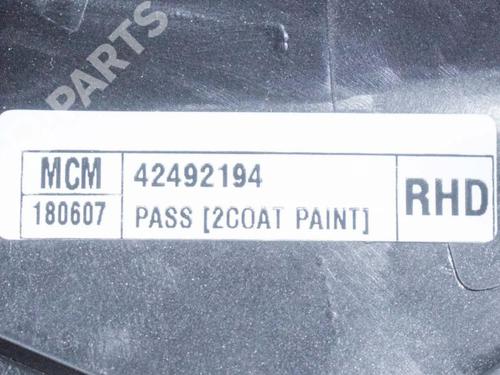 MCM 42492194 RHD
180607 PASS [2COAT PAINT]
PARTS